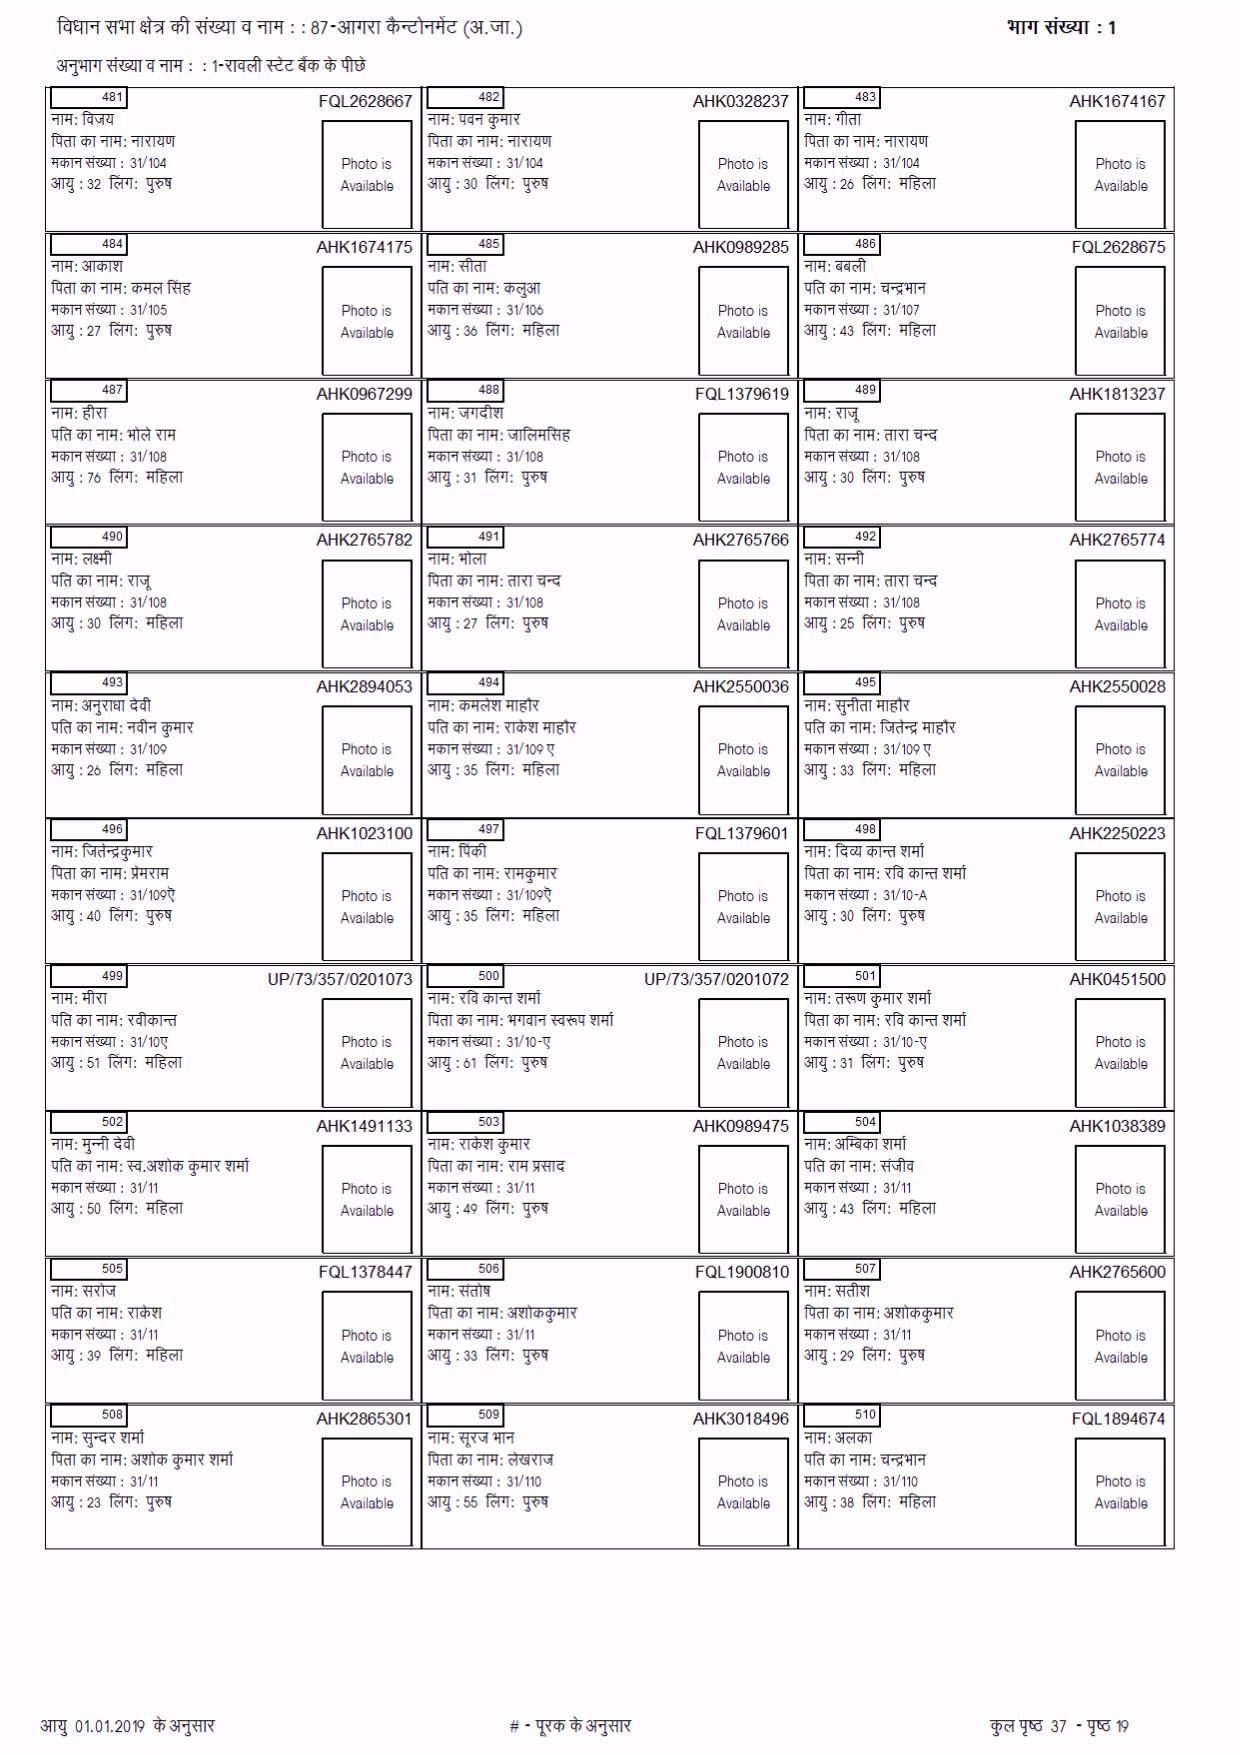 विधान सभा क्षेत्र की संख्या व नाम : : 87-आगरा कैन्टोनमेंट (अ.जा.)
भाग संख्या : 1
अनुभाग संख्या व नाम : : 1-रावली स्टेट बैंक के पीछे
481
FQL2628667
नाम: विजय
पिता का नाम: नारायण
मकान संख्या : 31/104
आयु : 32 लिंग: पुरुष
Photo is
Available
482
AHK0328237
नाम: पवन कुमार
पिता का नाम: नारायण
मकान संख्या : 31/104
आयु : 30 लिंग: पुरुष
Photo is
Available
483
AHK1674167
नाम: गीता
पिता का नाम: नारायण
मकान संख्या : 31/104
आयु : 26 लिंग: महिला
Photo is
Available
484
AHK1674175
नाम: आकाश
पिता का नाम: कमल सिंह
मकान संख्या : 31/105
आयु : 27 लिंग: पुरुष
Photo is
Available
485
AHK0989285
नाम: सीता
पति का नाम: कलुआ
मकान संख्या : 31/106
आयु : 36 लिंग: महिला
Photo is
Available
486
FQL2628675
नाम: बबली
पति का नाम: चन्द्रभान
मकान संख्या : 31/107
आयु : 43 लिंग: महिला
Photo is
Available
487
AHK0967299
नाम: हीरा
पति का नाम: भोले राम
मकान संख्या : 31/108
आयु : 76 लिंग: महिला
Photo is
Available
488
FQL1379619
नाम: जगदीश
पिता का नाम: जालिमसिह
मकान संख्या : 31/108
आयु : 31 लिंग: पुरुष
Photo is
Available
489
AHK1813237
नाम: राजू
पिता का नाम: तारा चन्द
मकान संख्या : 31/108
आयु : 30 लिंग: पुरुष
Photo is
Available
490
AHK2765782
नाम: लक्ष्मी
पति का नाम: राजू
मकान संख्या : 31/108
आयु : 30 लिंग: महिला
Photo is
Available
491
AHK2765766
नाम: भोला
पिता का नाम: तारा चन्द
मकान संख्या : 31/108
आयु : 27 लिंग: पुरुष
Photo is
Available
492
AHK2765774
नाम: सन्नी
पिता का नाम: तारा चन्द
मकान संख्या : 31/108
आयु : 25 लिंग: पुरुष
Photo is
Available
493
AHK2894053
नाम: अनुराधा देवी
पति का नाम: नवीन कुमार
मकान संख्या : 31/109
आयु : 26 लिंग: महिला
Photo is
Available
494
AHK2550036
नाम: कमलेश माहौर
पति का नाम: राकेश माहौर
मकान संख्या : 31/109 ए
आयु : 35 लिंग: महिला
Photo is
Available
495
AHK2550028
नाम: सुनीता माहौर
पति का नाम: जितेन्द्र माहौर
मकान संख्या : 31/109 ए
आयु : 33 लिंग: महिला
Photo is
Available
496
AHK1023100
नाम: जितेन्द्रकुमार
पिता का नाम: प्रेमराम
मकान संख्या : 31/109ऎ
आयु : 40 लिंग: पुरुष
Photo is
Available
497
FQL1379601
नाम: पिंकी
पति का नाम: रामकुमार
मकान संख्या : 31/109ऎ
आयु : 35 लिंग: महिला
Photo is
Available
498
AHK2250223
नाम: दिव्य कान्त शर्मा
पिता का नाम: रवि कान्त शर्मा
मकान संख्या : 31/10-A
आयु : 30 लिंग: पुरुष
Photo is
Available
499
UP/73/357/0201073
नाम: मीरा
पति का नाम: रवीकान्त
मकान संख्या : 31/10ए
आयु : 51 लिंग: महिला
Photo is
Available
500
UP/73/357/0201072
नाम: रवि कान्त शर्मा
पिता का नाम: भगवान स्वरूप शर्मा
मकान संख्या : 31/10-ए
आयु : 61 लिंग: पुरुष
Photo is
Available
501
AHK0451500
नाम: तरूण कुमार शर्मा
पिता का नाम: रवि कान्त शर्मा
मकान संख्या : 31/10-ए
आयु : 31 लिंग: पुरुष
Photo is
Available
502
AHK1491133
नाम: मुन्नी देवी
पति का नाम: स्व.अशोक कुमार शर्मा
मकान संख्या : 31/11
आयु : 50 लिंग: महिला
Photo is
Available
503
AHK0989475
नाम: राकेश कुमार
पिता का नाम: राम प्रसाद
मकान संख्या : 31/11
आयु : 49 लिंग: पुरुष
Photo is
Available
504
AHK1038389
नाम: अम्बिका शर्मा
पति का नाम: संजीव
मकान संख्या : 31/11
आयु : 43 लिंग: महिला
Photo is
Available
505
FQL1378447
नाम: सरोज
पति का नाम: राकेश
मकान संख्या : 31/11
आयु : 39 लिंग: महिला
Photo is
Available
506
FQL1900810
नाम: संतोष
पिता का नाम: अशोककुमार
मकान संख्या : 31/11
आयु : 33 लिंग: पुरुष
Photo is
Available
507
AHK2765600
नाम: सतीश
पिता का नाम: अशोककुमार
मकान संख्या : 31/11
आयु : 29 लिंग: पुरुष
Photo is
Available
508
AHK2865301
नाम: सुन्दर शर्मा
पिता का नाम: अशोक कुमार शर्मा
मकान संख्या : 31/11
आयु : 23 लिंग: पुरुष
Photo is
Available
509
AHK3018496
नाम: सूरज भान
पिता का नाम: लेखराज
मकान संख्या : 31/110
आयु : 55 लिंग: पुरुष
Photo is
Available
510
FQL1894674
नाम: अलका
पति का नाम: चन्द्रभान
मकान संख्या : 31/110
आयु : 38 लिंग: महिला
Photo is
Available
आयु 01.01.2019 के अनुसार
# - पूरक के अनुसार
कुल पृष्ठ 37 - पृष्ठ 19